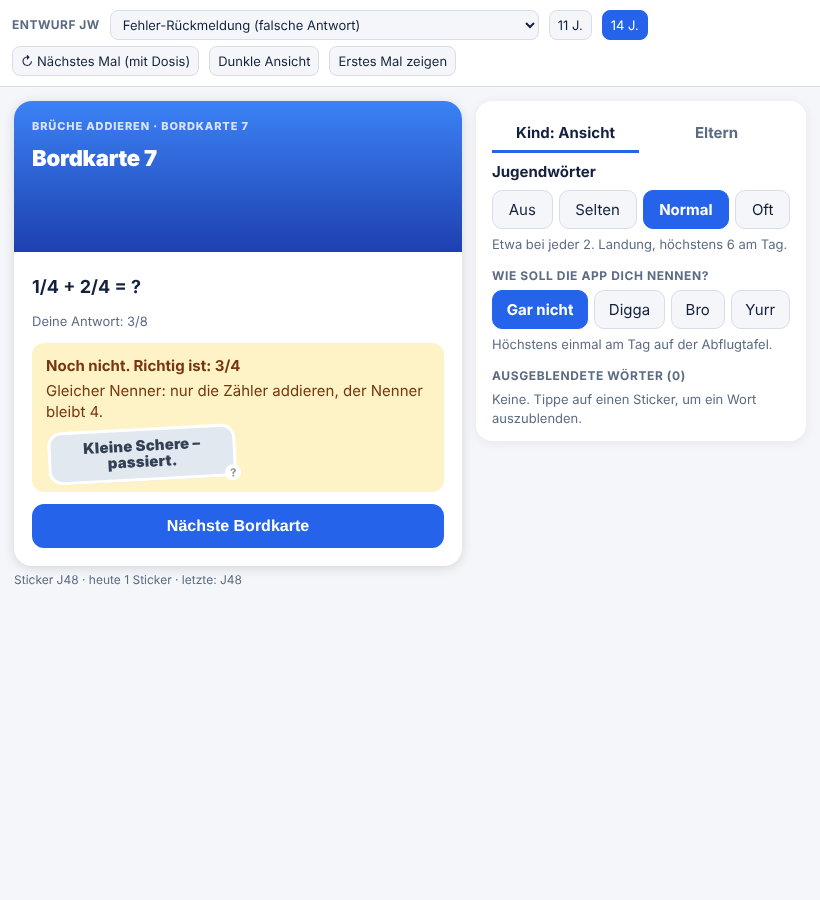 ENTWURF JW
Fehler-Rückmeldung (falsche Antwort)
11 J.
14 J.
↻ Nächstes Mal (mit Dosis)
Dunkle Ansicht
Erstes Mal zeigen
BRÜCHE ADDIEREN · BORDKARTE 7
Bordkarte 7
1/4 + 2/4 = ?
Deine Antwort: 3/8
Noch nicht. Richtig ist: 3/4
Gleicher Nenner: nur die Zähler addieren, der Nenner
bleibt 4.
Kleine Schere –
passiert.
?
Nächste Bordkarte
Sticker J48 · heute 1 Sticker · letzte: J48
Kind: Ansicht
Eltern
Jugendwörter
Aus
Selten
Normal
Oft
Etwa bei jeder 2. Landung, höchstens 6 am Tag.
WIE SOLL DIE APP DICH NENNEN?
Gar nicht
Digga
Bro
Yurr
Höchstens einmal am Tag auf der Abflugtafel.
AUSGEBLENDETE WÖRTER (0)
Keine. Tippe auf einen Sticker, um ein Wort
auszublenden.